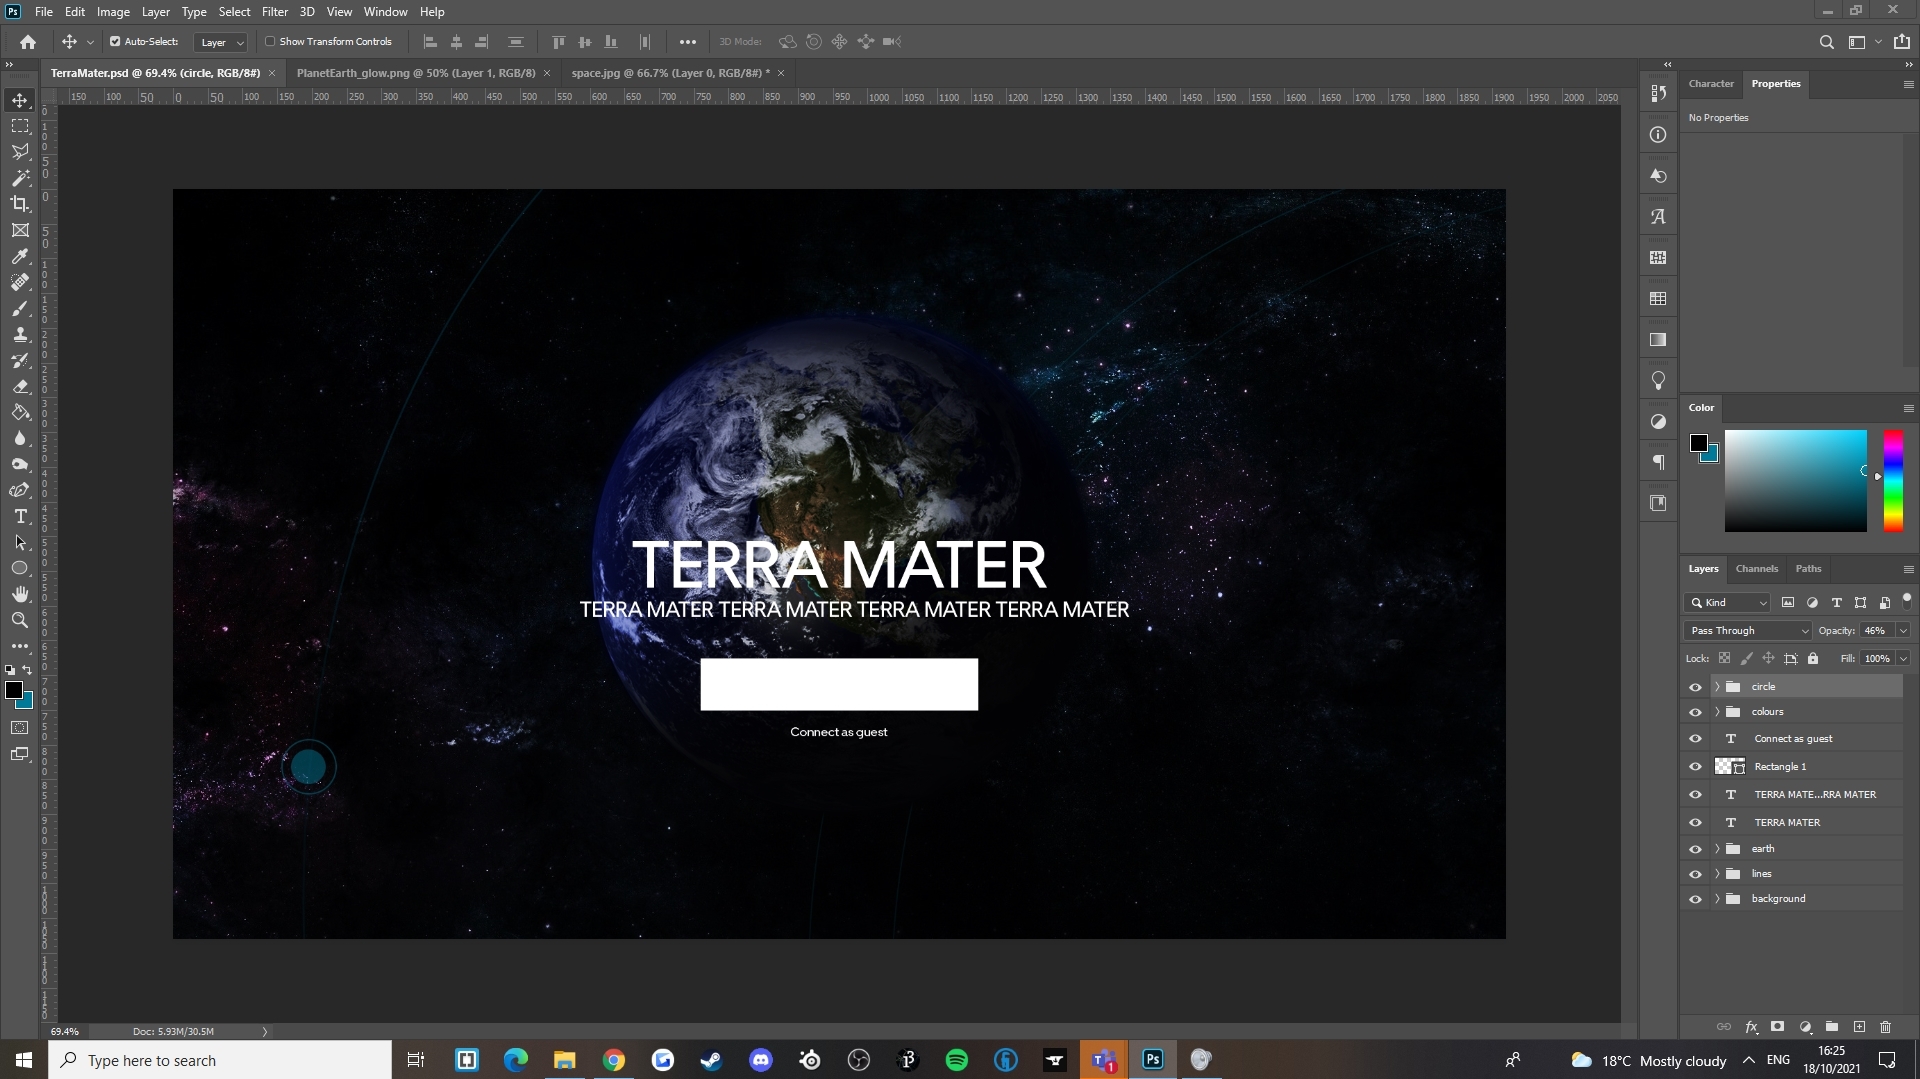 File Edit Image Layer Type Select Filter 3D View Window Help
Auto-Select: Layer Show Transform Controls 3D Mode:
TerraMater.psd @ 69.4% (circle, RGB/8#) × PlanetEarth_glow.png @ 50% (Layer 1, RGB/8) × space.jpg @ 66.7% (Layer 0, RGB/8#) * ×
150 100 50 0 50 100 150 200 250 300 350 400 450 500 550 600 650 700 750 800 850 900 950 1000 1050 1100 1150 1200 1250 1300 1350 1400 1450 1500 1550 1600 1650 1700 1750 1800 1850 1900 1950 2000 2050
Character Properties
No Properties
TERRA MATER
TERRA MATER TERRA MATER TERRA MATER TERRA MATER
Connect as guest
Color
Layers Channels Paths
Kind
Pass Through Opacity: 46%
Lock: Fill: 100%
circle
colours
Connect as guest
Rectangle 1
TERRA MATE...RRA MATER
TERRA MATER
earth
lines
background
69.4% Doc: 5.93M/30.5M
Type here to search
18°C Mostly cloudy ENG
16:25
18/10/2021